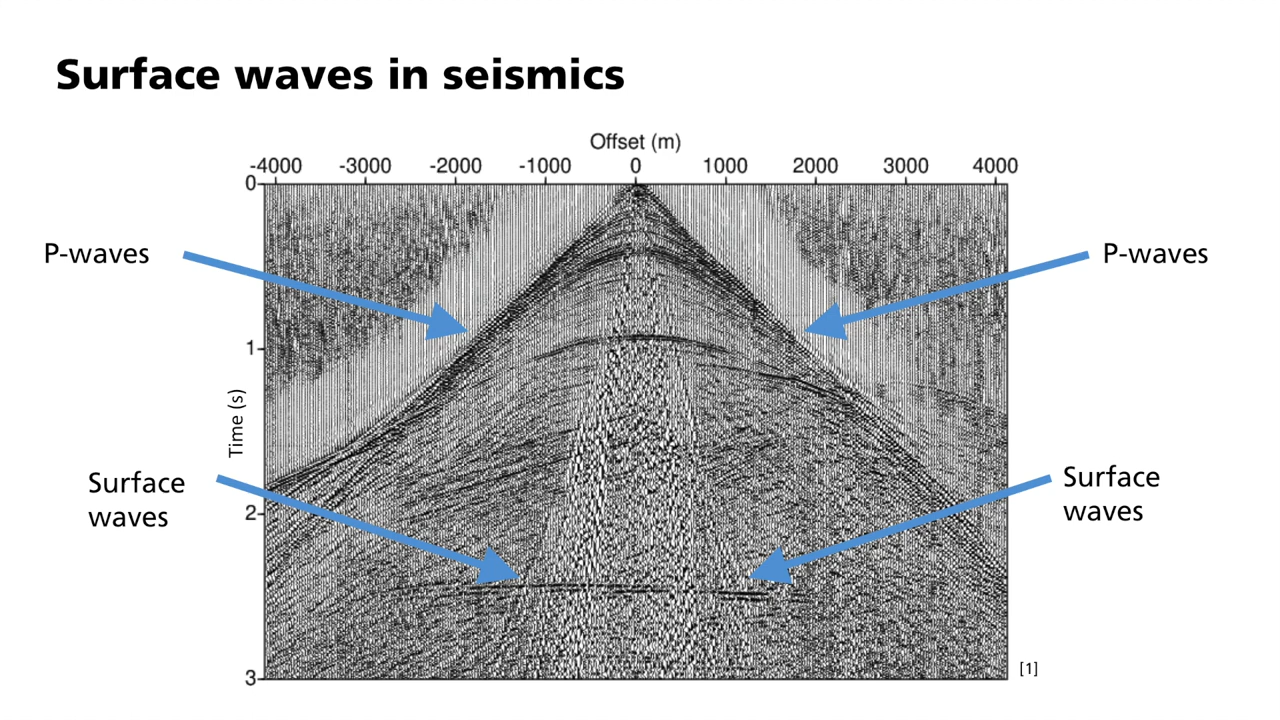 Surface waves in seismics
Offset (m)
-4000 -3000 -2000 -1000 0 1000 2000 3000 4000
0
P-waves
P-waves
1
Time (s)
Surface
waves
Surface
waves
2
3
[1]